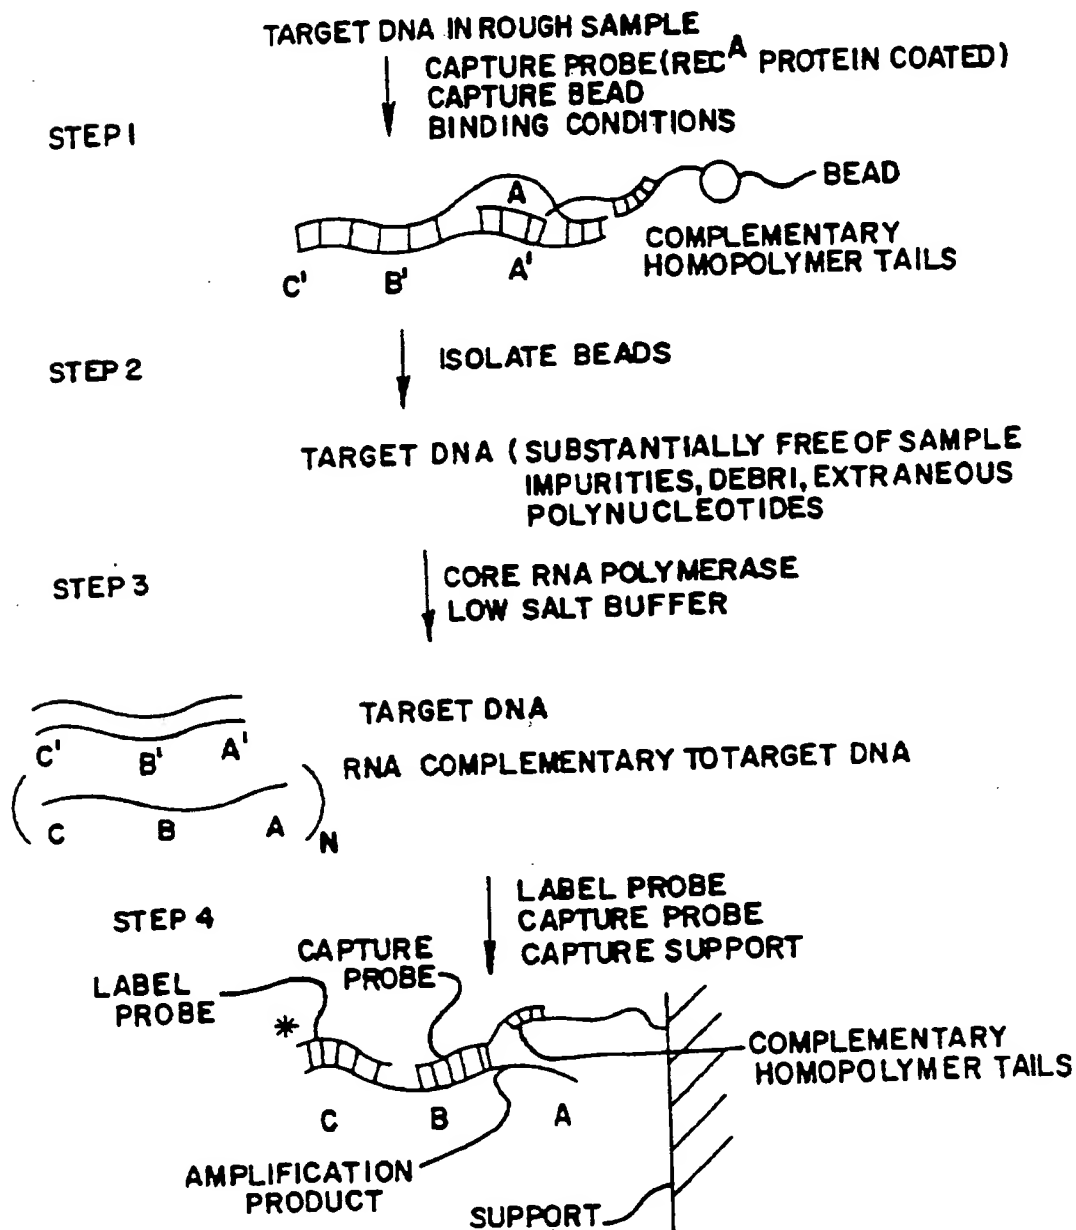 TARGET DNA IN ROUGH SAMPLE
CAPTURE PROBE (REC^A PROTEIN COATED)
CAPTURE BEAD
BINDING CONDITIONS
STEP 1
BEAD
A
COMPLEMENTARY
HOMOPOLYMER TAILS
C' B' A'
STEP 2
ISOLATE BEADS
TARGET DNA (SUBSTANTIALLY FREE OF SAMPLE
IMPURITIES, DEBRI, EXTRANEOUS
POLYNUCLEOTIDES
STEP 3
CORE RNA POLYMERASE
LOW SALT BUFFER
TARGET DNA
C' B' A'
RNA COMPLEMENTARY TO TARGET DNA
( C B A )N
STEP 4
LABEL PROBE
CAPTURE PROBE
CAPTURE SUPPORT
CAPTURE
PROBE
LABEL
PROBE
*
COMPLEMENTARY
HOMOPOLYMER TAILS
C B A
AMPLIFICATION
PRODUCT
SUPPORT